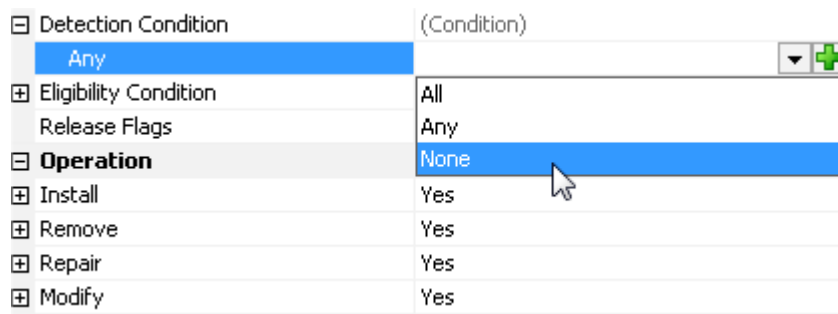 Detection Condition (Condition)
Any
Eligibility Condition All
Release Flags Any
Operation None
Install Yes
Remove Yes
Repair Yes
Modify Yes